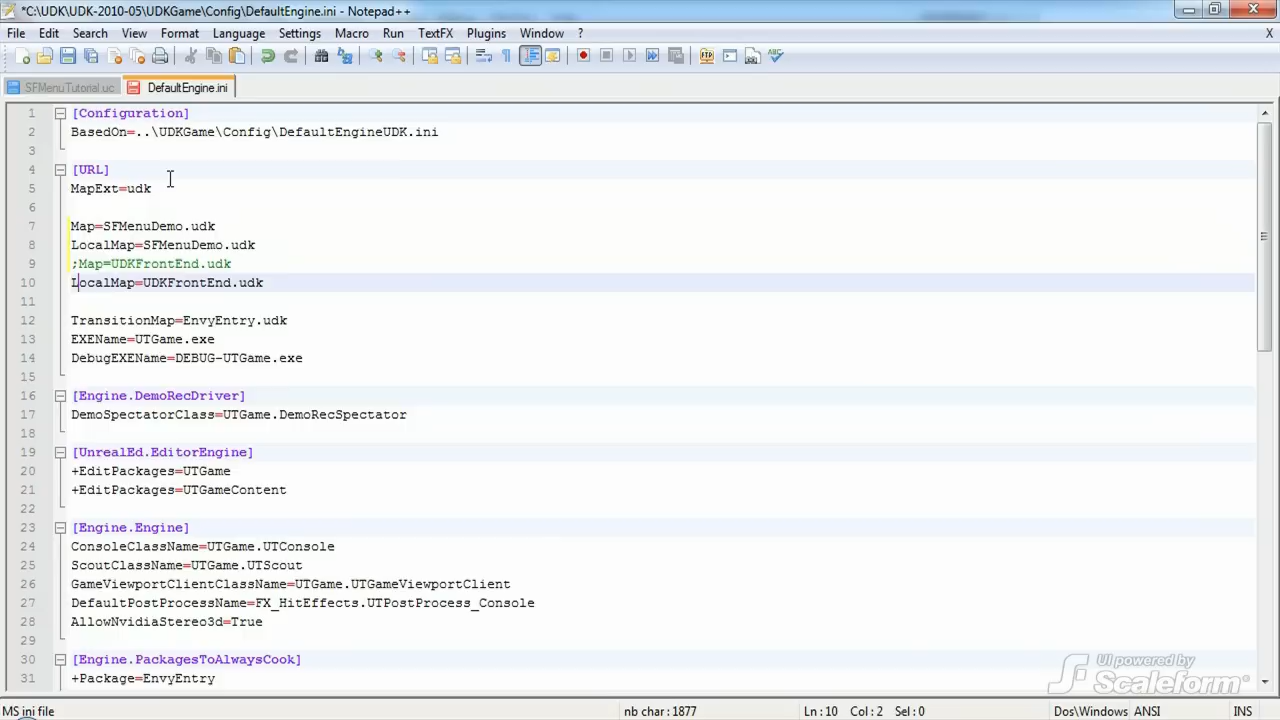 *C:\UDK\UDK-2010-05\UDKGame\Config\DefaultEngine.ini - Notepad++
File Edit Search View Format Language Settings Macro Run TextFX Plugins Window ? X
SFMenuTutorial.uc DefaultEngine.ini
1 [Configuration]
2 BasedOn=..\UDKGame\Config\DefaultEngineUDK.ini
3
4 [URL]
5 MapExt=udk
6
7 Map=SFMenuDemo.udk
8 LocalMap=SFMenuDemo.udk
9 ;Map=UDKFrontEnd.udk
10 LocalMap=UDKFrontEnd.udk
11
12 TransitionMap=EnvyEntry.udk
13 EXEName=UTGame.exe
14 DebugEXEName=DEBUG-UTGame.exe
15
16 [Engine.DemoRecDriver]
17 DemoSpectatorClass=UTGame.DemoRecSpectator
18
19 [UnrealEd.EditorEngine]
20 +EditPackages=UTGame
21 +EditPackages=UTGameContent
22
23 [Engine.Engine]
24 ConsoleClassName=UTGame.UTConsole
25 ScoutClassName=UTGame.UTScout
26 GameViewportClientClassName=UTGame.UTGameViewportClient
27 DefaultPostProcessName=FX_HitEffects.UTPostProcess_Console
28 AllowNvidiaStereo3d=True
29
30 [Engine.PackagesToAlwaysCook]
31 +Package=EnvyEntry
UI powered by
Scaleform
MS ini file nb char : 1877 Ln : 10 Col : 2 Sel : 0 Dos\Windows ANSI INS